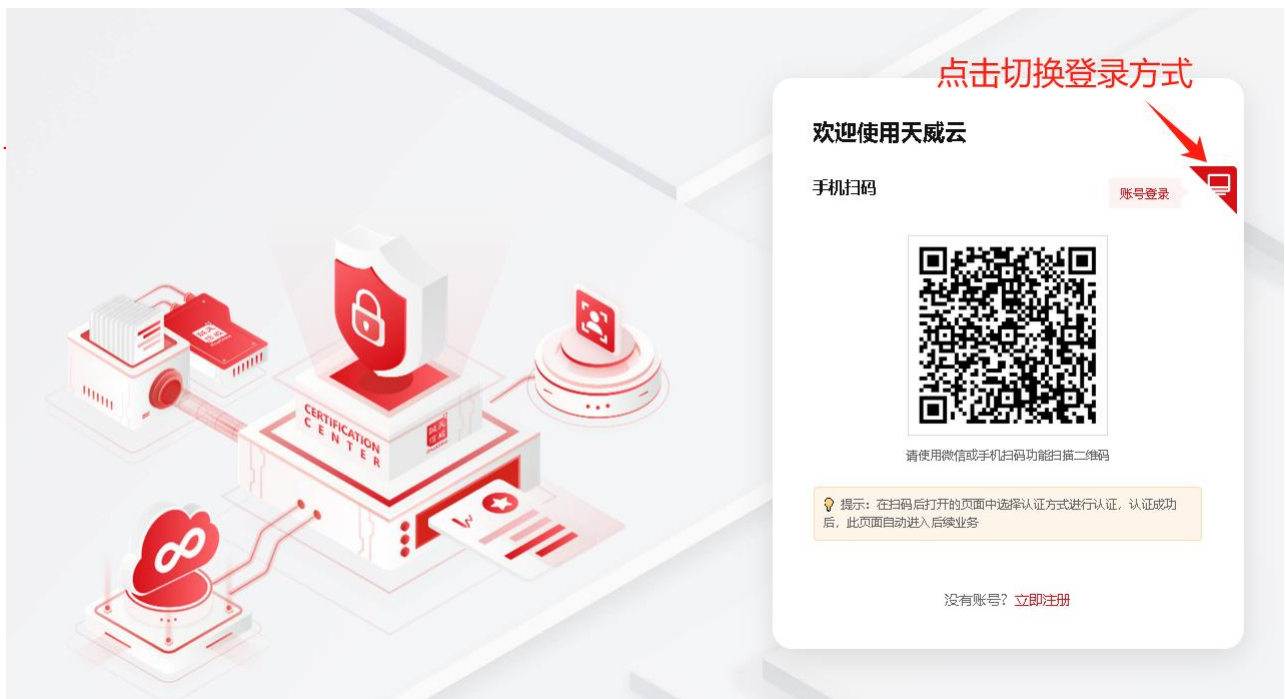 点击切换登录方式
欢迎使用天威云
手机扫码
账号登录
请使用微信或手机扫码功能扫描二维码
提示：在扫码后打开的页面中选择认证方式进行认证，认证成功
后，此页面自动进入后续业务
没有账号？立即注册
CERTIFICATION
CENTER